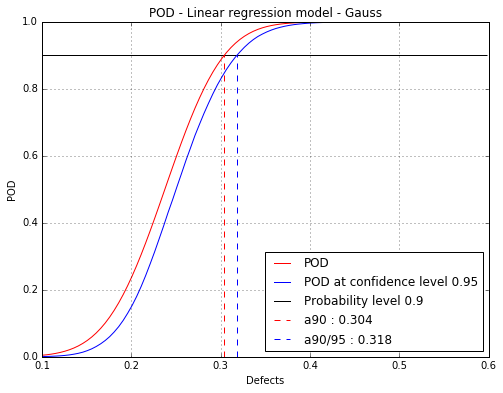 POD - Linear regression model - Gauss
1.0
0.8
0.6
0.4
0.2
0.0
POD
0.1
0.2
0.3
0.4
0.5
0.6
Defects
POD
POD at confidence level 0.95
Probability level 0.9
a90 : 0.304
a90/95 : 0.318